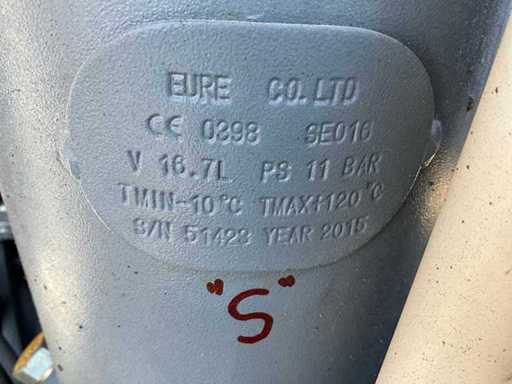 EURE CO. LTD
CE 0398 SE016
V 16.7L PS 11 BAR
TMIN-10°C TMAX+120°C
S/N 51423 YEAR 2015
"S"